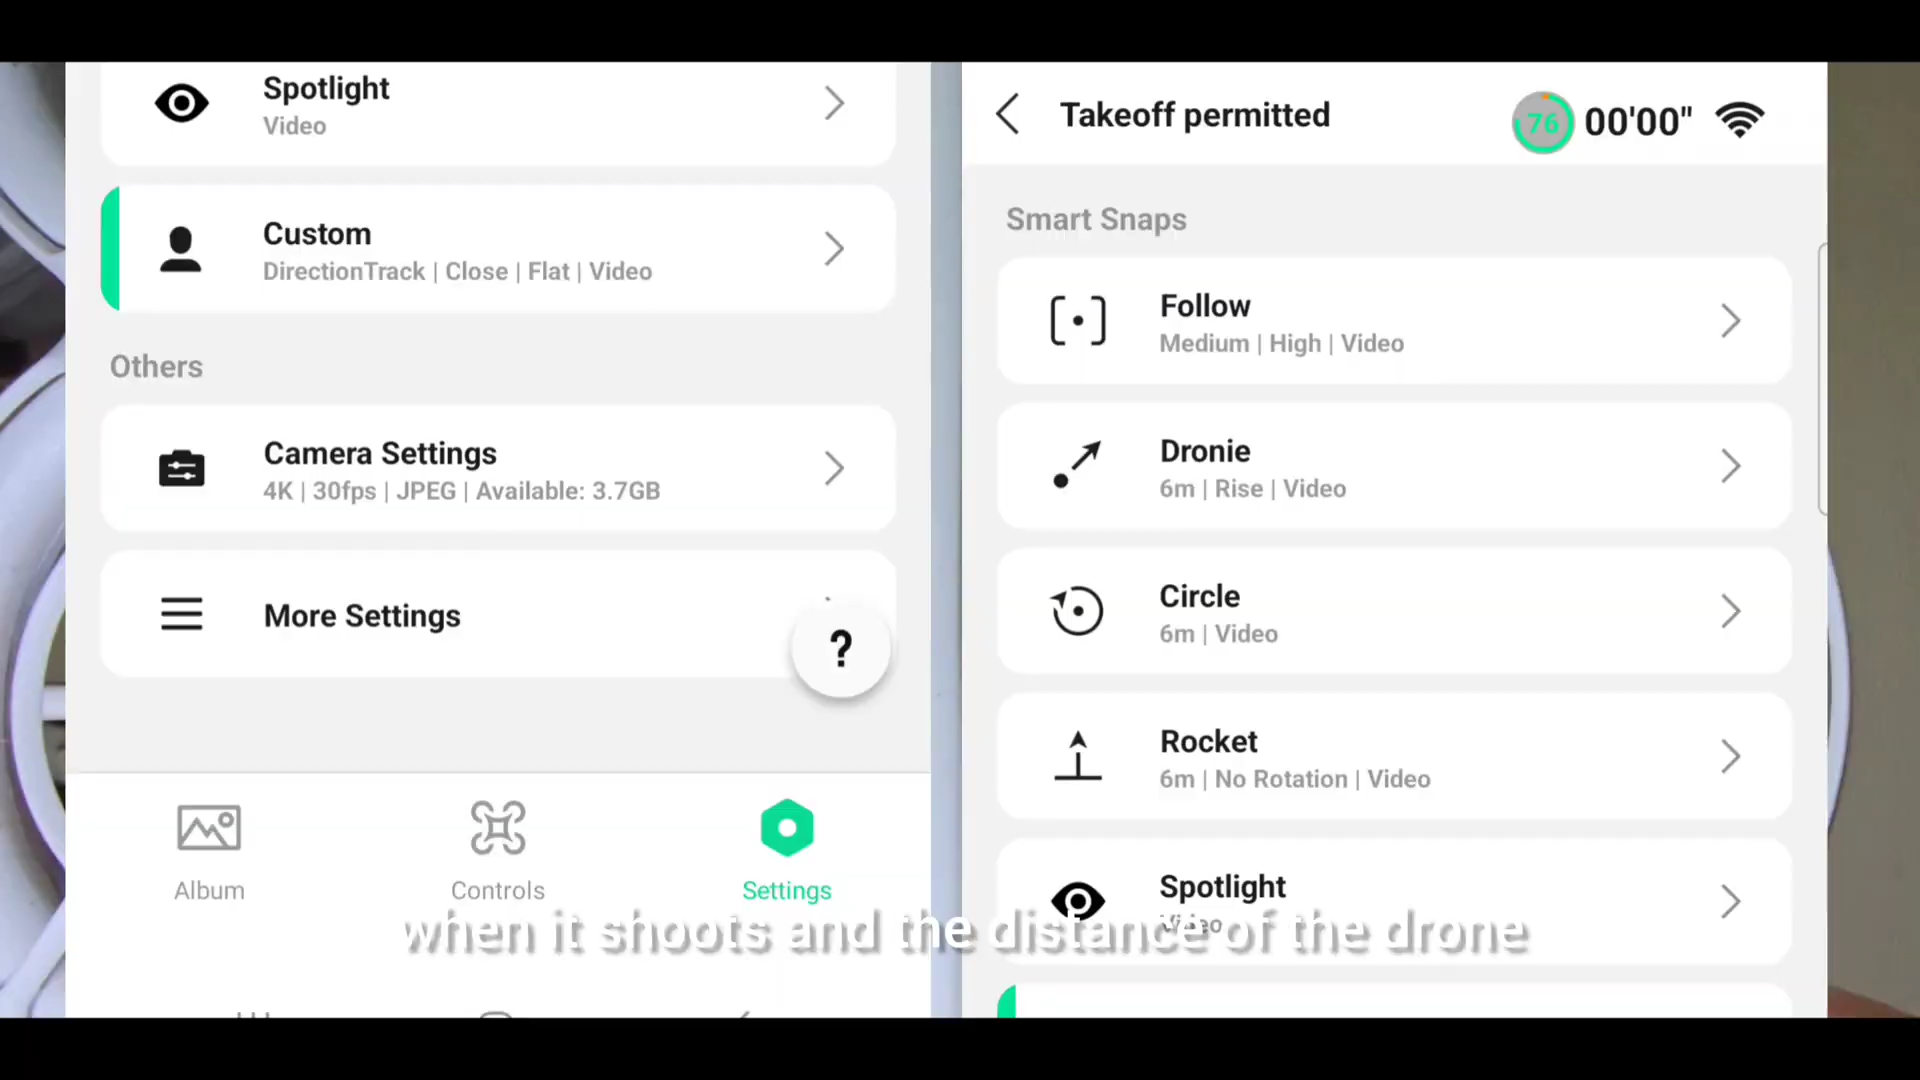 Spotlight
Video
Custom
DirectionTrack | Close | Flat | Video
Others
Camera Settings
4K | 30fps | JPEG | Available: 3.7GB
More Settings
?
Album
Controls
Settings
Takeoff permitted
76
00'00"
Smart Snaps
Follow
Medium | High | Video
Dronie
6m | Rise | Video
Circle
6m | Video
Rocket
6m | No Rotation | Video
Spotlight
Video
when it shoots and the distance of the drone